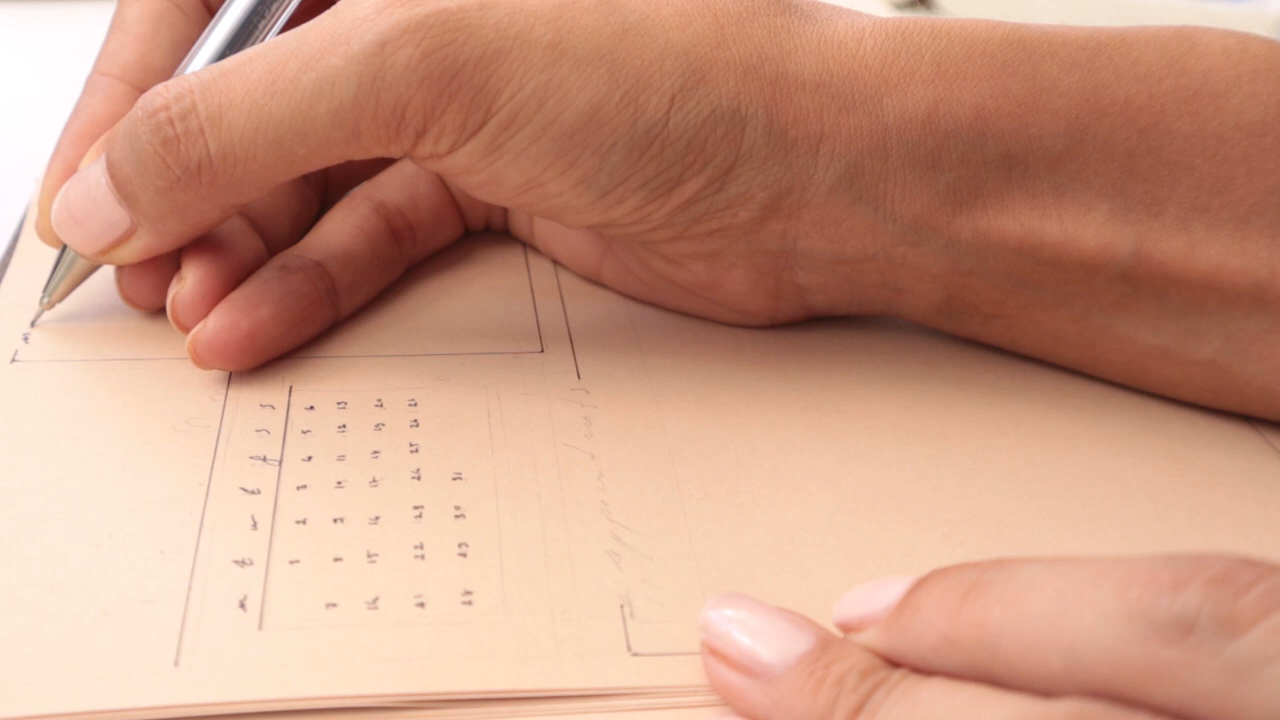 m
m t w t f s s
1 2 3 4 5 6
7 8 9 10 11 12 13
14 15 16 17 18 19 20
21 22 23 24 25 26 27
28 29 30 31
appointments